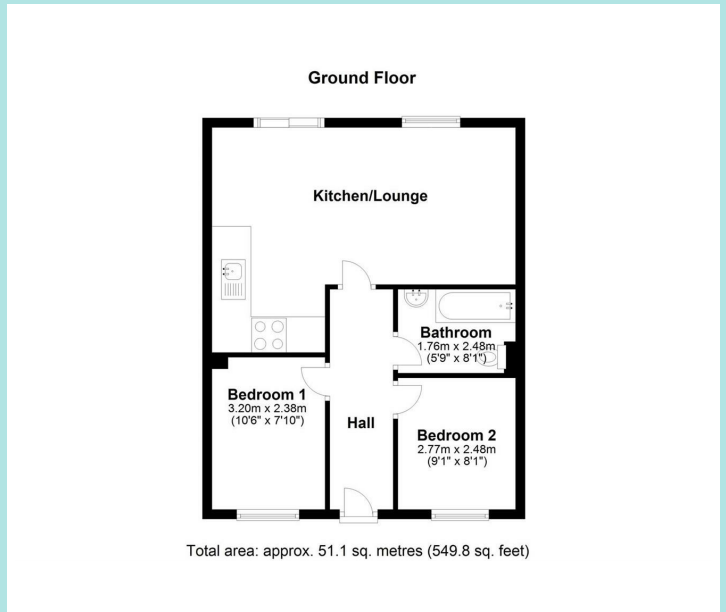 Ground Floor
Kitchen/Lounge
Bathroom
1.76m x 2.48m
(5'9" x 8'1")
Bedroom 1
3.20m x 2.38m
(10'6" x 7'10")
Hall
Bedroom 2
2.77m x 2.48m
(9'1" x 8'1")
Total area: approx. 51.1 sq. metres (549.8 sq. feet)